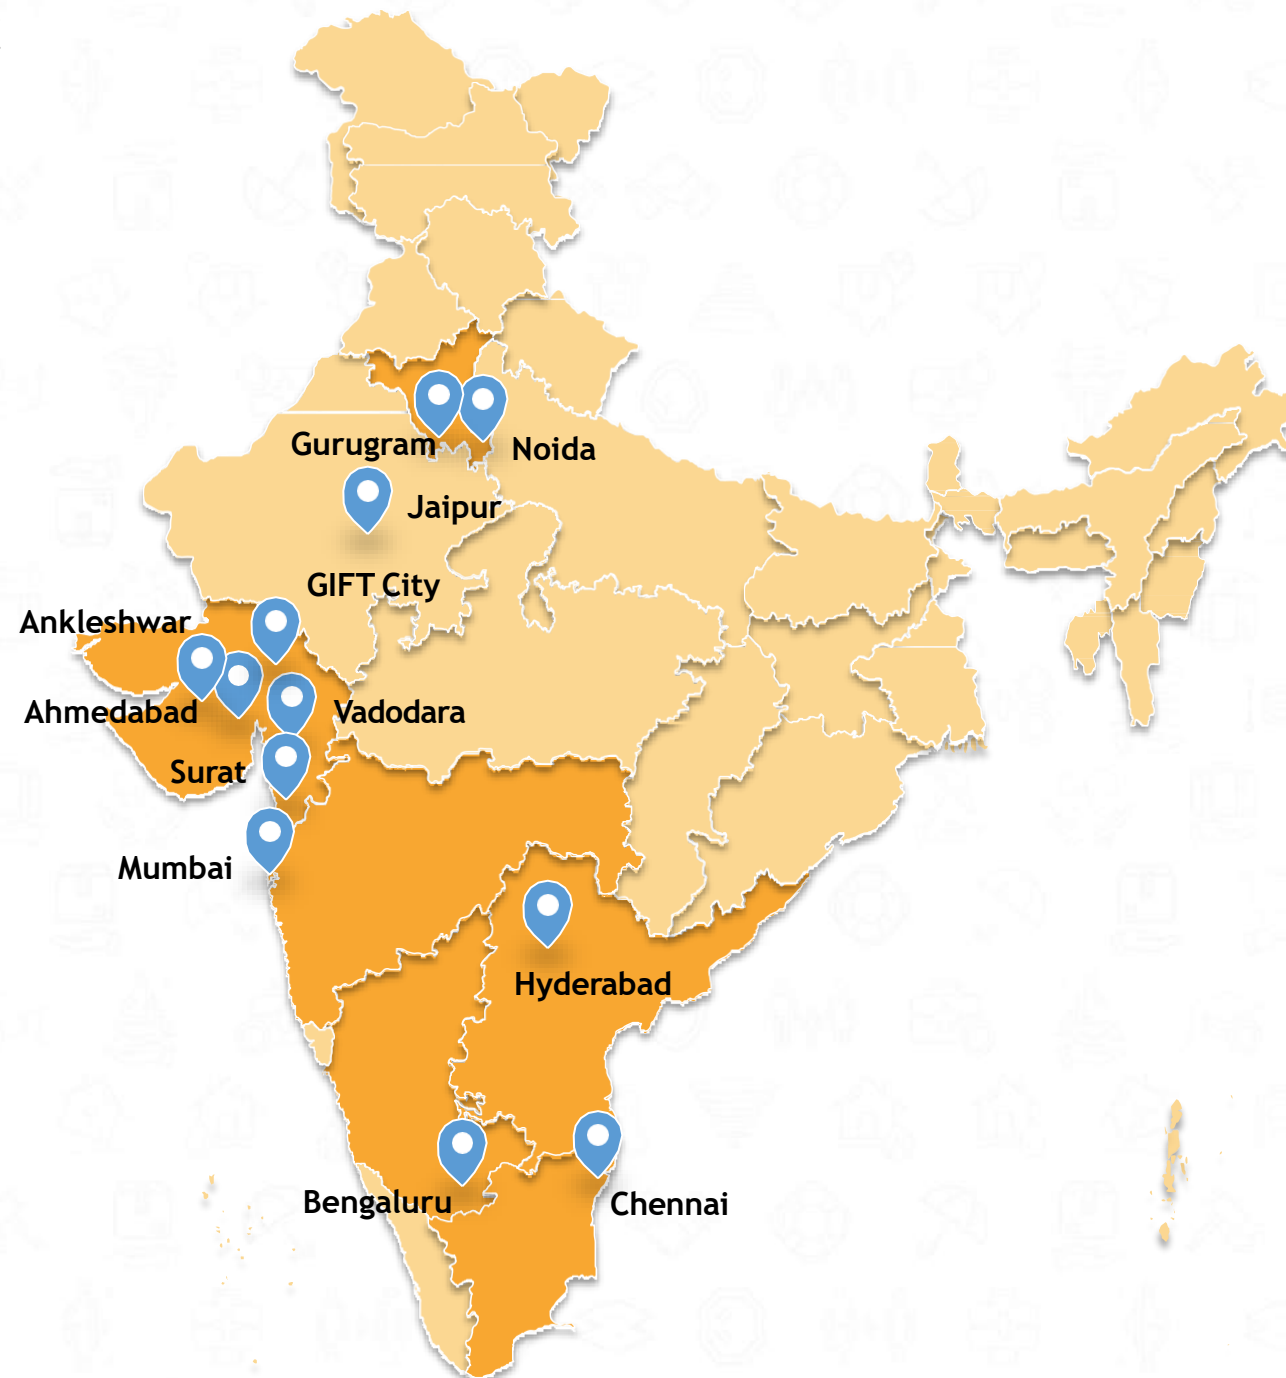 Gurugram
Noida
Jaipur
GIFT City
Ankleshwar
Ahmedabad
Vadodara
Surat
Mumbai
Hyderabad
Bengaluru
Chennai